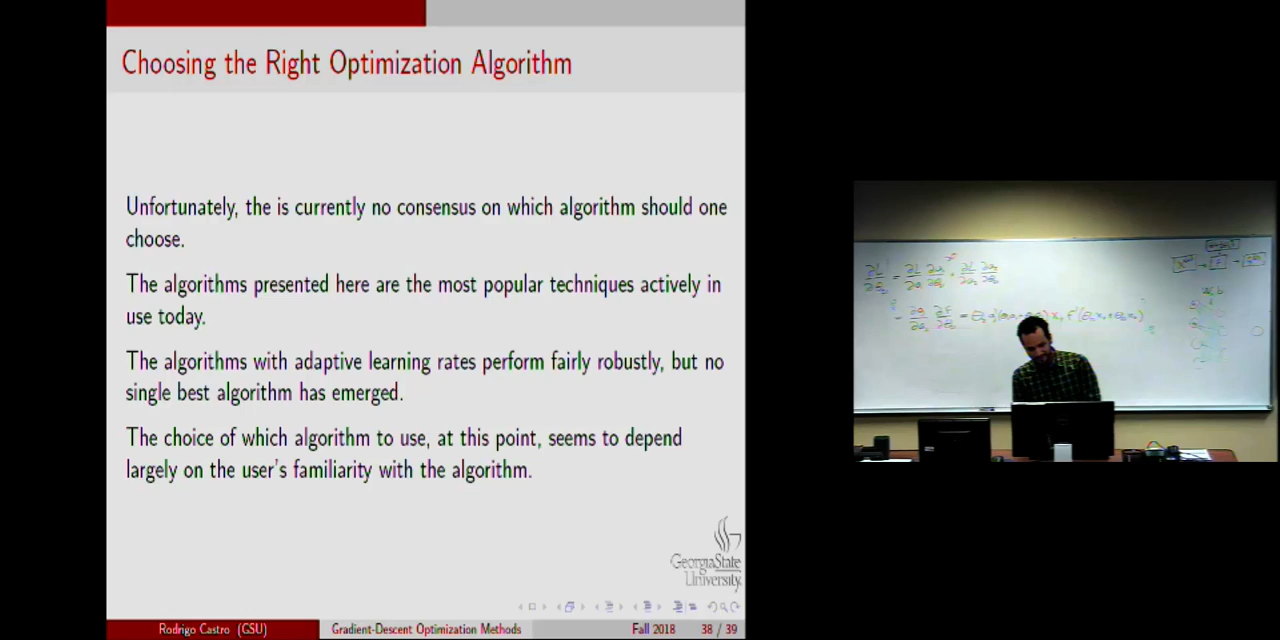 Choosing the Right Optimization Algorithm
Unfortunately, the is currently no consensus on which algorithm should one
choose.
The algorithms presented here are the most popular techniques actively in
use today.
The algorithms with adaptive learning rates perform fairly robustly, but no
single best algorithm has emerged.
The choice of which algorithm to use, at this point, seems to depend
largely on the user's familiarity with the algorithm.
GeorgiaState
University
Rodrigo Castro (GSU) Gradient-Descent Optimization Methods Fall 2018 38 / 39